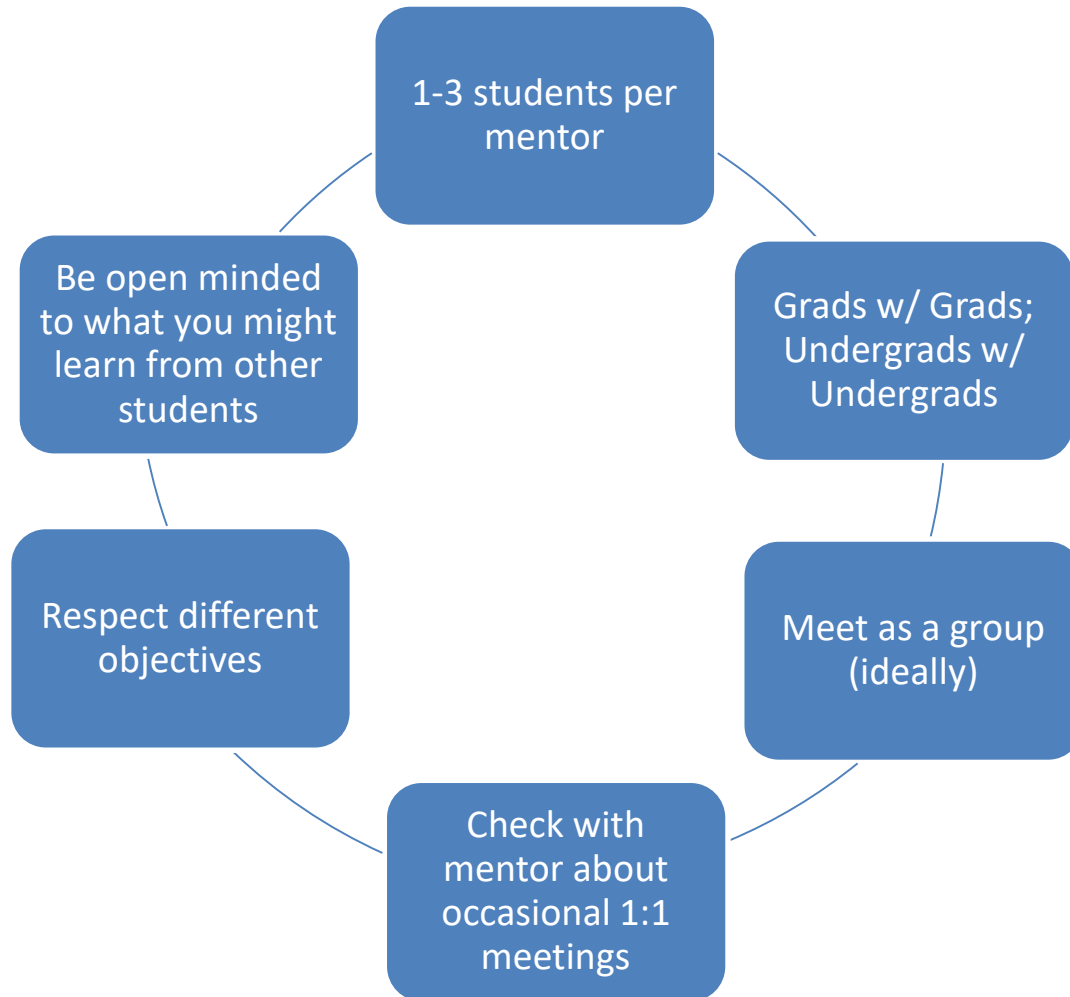 1-3 students per
mentor
Grads w/ Grads;
Undergrads w/
Undergrads
Meet as a group
(ideally)
Check with
mentor about
occasional 1:1
meetings
Respect different
objectives
Be open minded
to what you might
learn from other
students